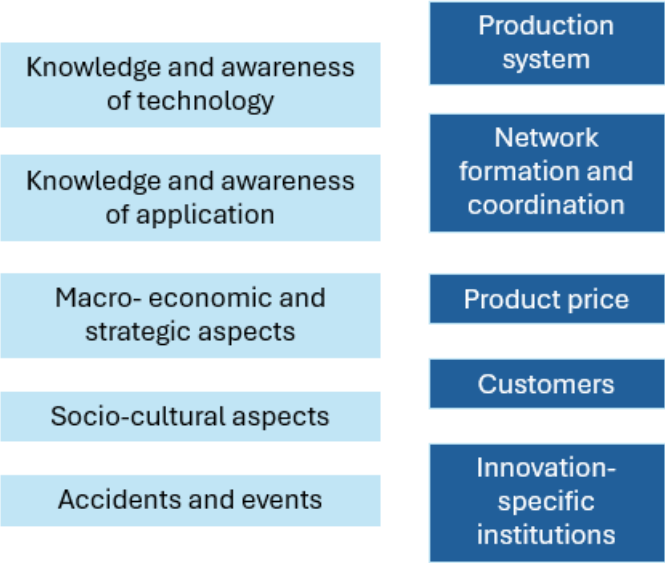 Knowledge and awareness
of technology
Knowledge and awareness
of application
Macro- economic and
strategic aspects
Socio-cultural aspects
Accidents and events
Production
system
Network
formation and
coordination
Product price
Customers
Innovation-
specific
institutions